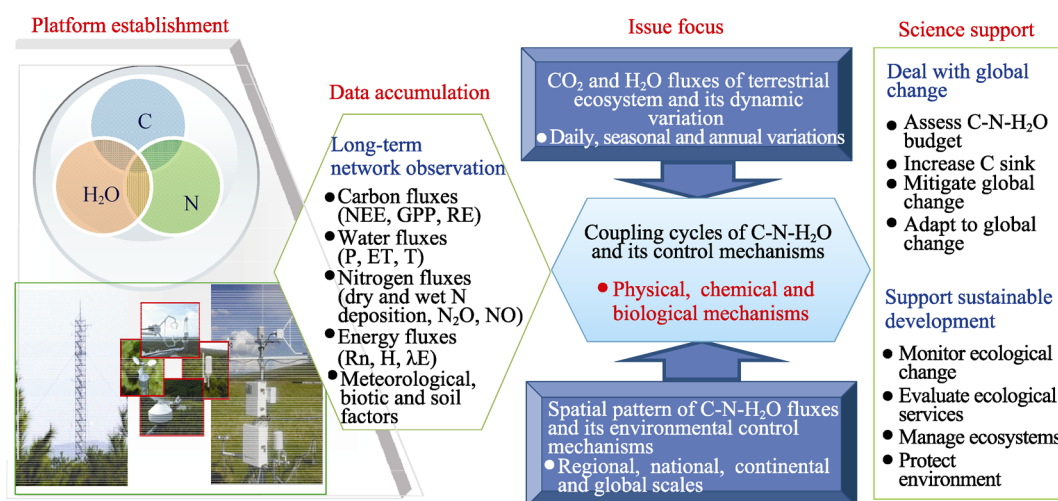 Platform establishment
C
H₂O
N
Data accumulation
Long-term
network observation
● Carbon fluxes
(NEE, GPP, RE)
● Water fluxes
(P, ET, T)
● Nitrogen fluxes
(dry and wet N
deposition, N₂O, NO)
● Energy fluxes
(Rn, H, λE)
● Meteorological,
biotic and soil
factors
Issue focus
CO₂ and H₂O fluxes of terrestrial
ecosystem and its dynamic
variation
● Daily, seasonal and annual variations
Coupling cycles of C-N-H₂O
and its control mechanisms
● Physical, chemical and
biological mechanisms
Spatial pattern of C-N-H₂O fluxes
and its environmental control
mechanisms
● Regional, national, continental
and global scales
Science support
Deal with global
change
● Assess C-N-H₂O
budget
● Increase C sink
● Mitigate global
change
● Adapt to global
change
Support sustainable
development
● Monitor ecological
change
● Evaluate ecological
services
● Manage ecosystems
● Protect
environment